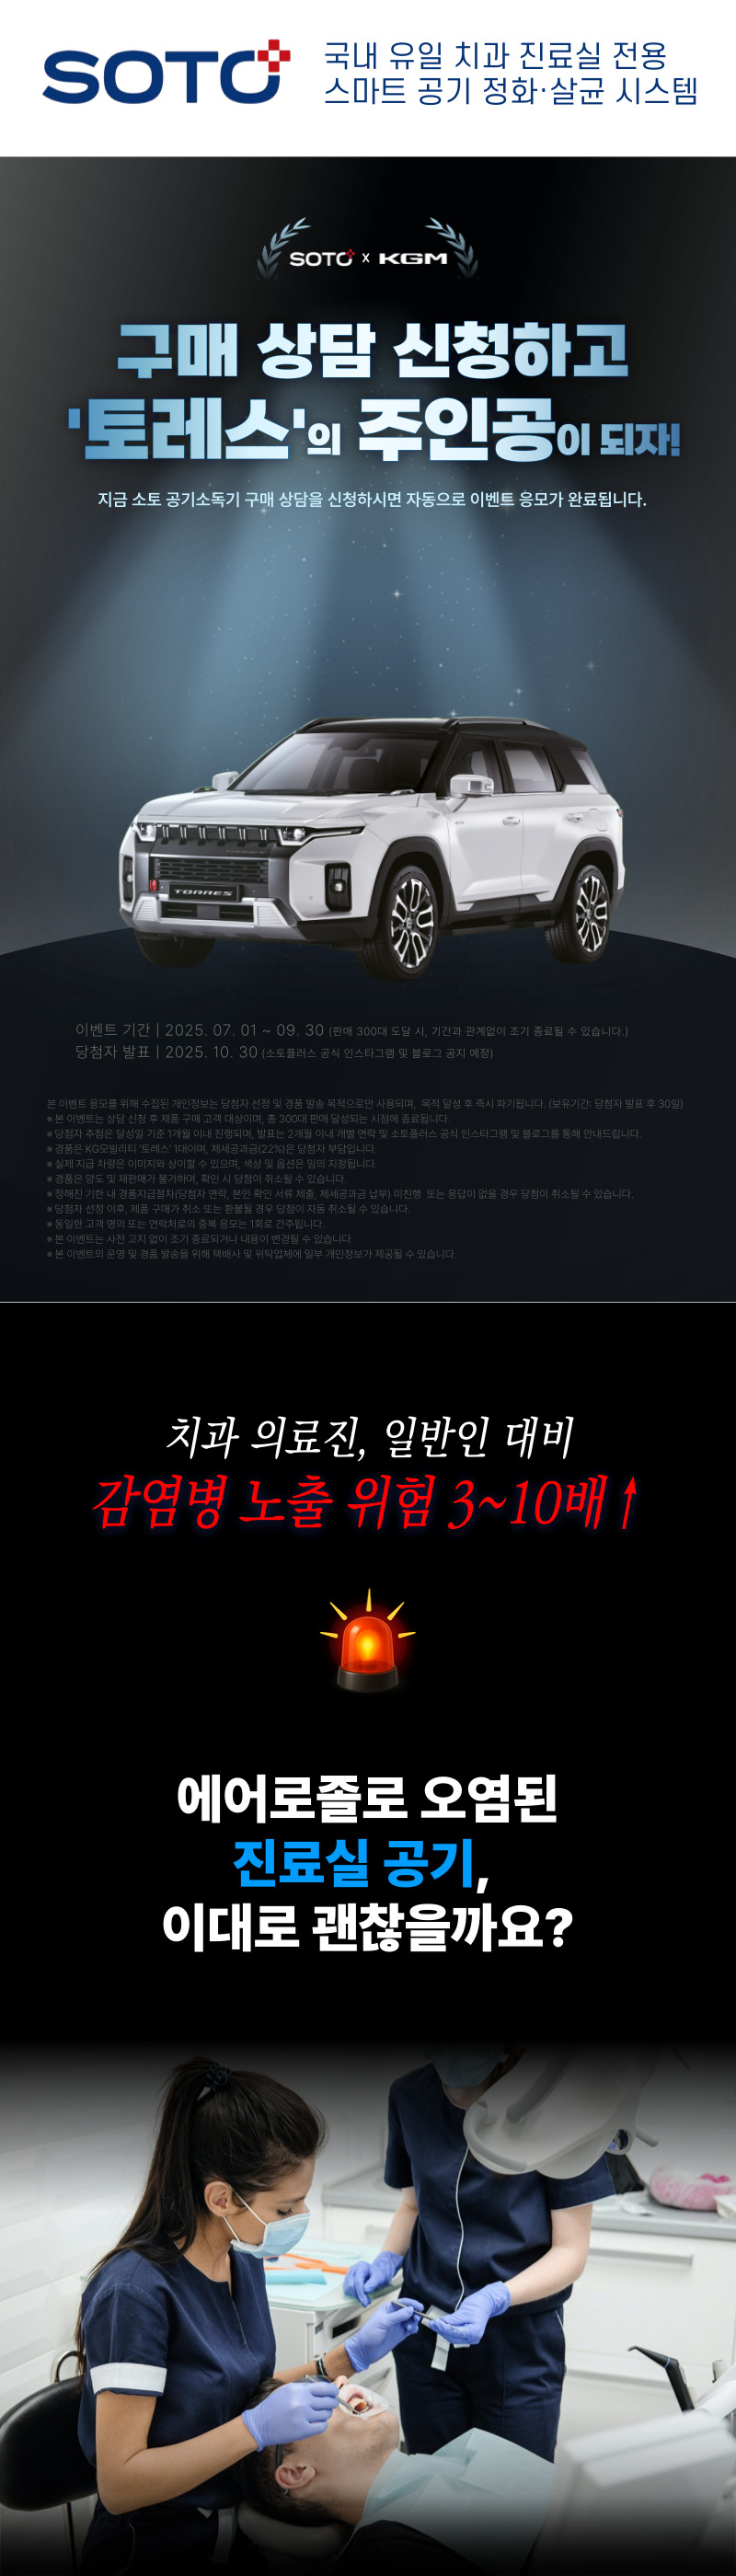 SOTO
국내 유일 치과 진료실 전용
스마트 공기 정화·살균 시스템
SOTO x KGM
구매 상담 신청하고
'토레스'의 주인공이 되자!
지금 소토 공기소독기 구매 상담을 신청하시면 자동으로 이벤트 응모가 완료됩니다.
TORRES
이벤트 기간 | 2025. 07. 01 ~ 09. 30 (판매 300대 도달 시, 기간과 관계없이 조기 종료될 수 있습니다.)
당첨자 발표 | 2025. 10. 30 (소토플러스 공식 인스타그램 및 블로그 공지 예정)
본 이벤트 응모를 위해 수집된 개인정보는 당첨자 선정 및 경품 발송 목적으로만 사용되며, 목적 달성 후 즉시 파기됩니다. (보유기간: 당첨자 발표 후 30일)
※ 본 이벤트는 상담 신청 후 제품 구매 고객 대상이며, 총 300대 판매 달성되는 시점에 종료됩니다.
※ 당첨자 추첨은 달성일 기준 1개월 이내 진행되며, 발표는 2개월 이내 개별 연락 및 소토플러스 공식 인스타그램 및 블로그를 통해 안내드립니다.
※ 경품은 KG모빌리티 '토레스' 1대이며, 제세공과금(22%)은 당첨자 부담입니다.
※ 실제 지급 차량은 이미지와 상이할 수 있으며, 색상 및 옵션은 임의 지정됩니다.
※ 경품은 양도 및 재판매가 불가하며, 확인 시 당첨이 취소될 수 있습니다.
※ 정해진 기한 내 경품지급절차(당첨자 연락, 본인 확인 서류 제출, 제세공과금 납부) 미진행 또는 응답이 없을 경우 당첨이 취소될 수 있습니다.
※ 당첨자 선정 이후, 제품 구매가 취소 또는 환불될 경우 당첨이 자동 취소될 수 있습니다.
※ 동일한 고객 명의 또는 연락처로의 중복 응모는 1회로 간주됩니다.
※ 본 이벤트는 사전 고지 없이 조기 종료되거나 내용이 변경될 수 있습니다.
※ 본 이벤트의 운영 및 경품 발송을 위해 택배사 및 위탁업체에 일부 개인정보가 제공될 수 있습니다.
치과 의료진, 일반인 대비
감염병 노출 위험 3~10배↑
에어로졸로 오염된
진료실 공기,
이대로 괜찮을까요?